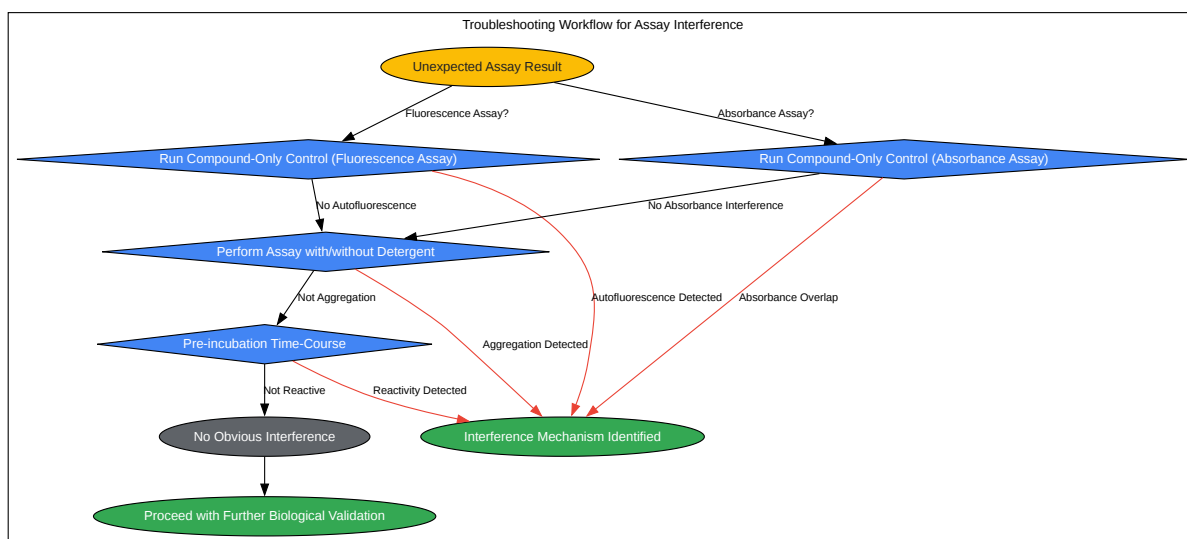 Troubleshooting Workflow for Assay Interference
Unexpected Assay Result
Fluorescence Assay?
Absorbance Assay?
Run Compound-Only Control (Fluorescence Assay)
Run Compound-Only Control (Absorbance Assay)
No Autofluorescence
No Absorbance Interference
Perform Assay with/without Detergent
Not Aggregation
Autofluorescence Detected
Absorbance Overlap
Pre-incubation Time-Course
Aggregation Detected
Not Reactive
Reactivity Detected
No Obvious Interference
Interference Mechanism Identified
Proceed with Further Biological Validation